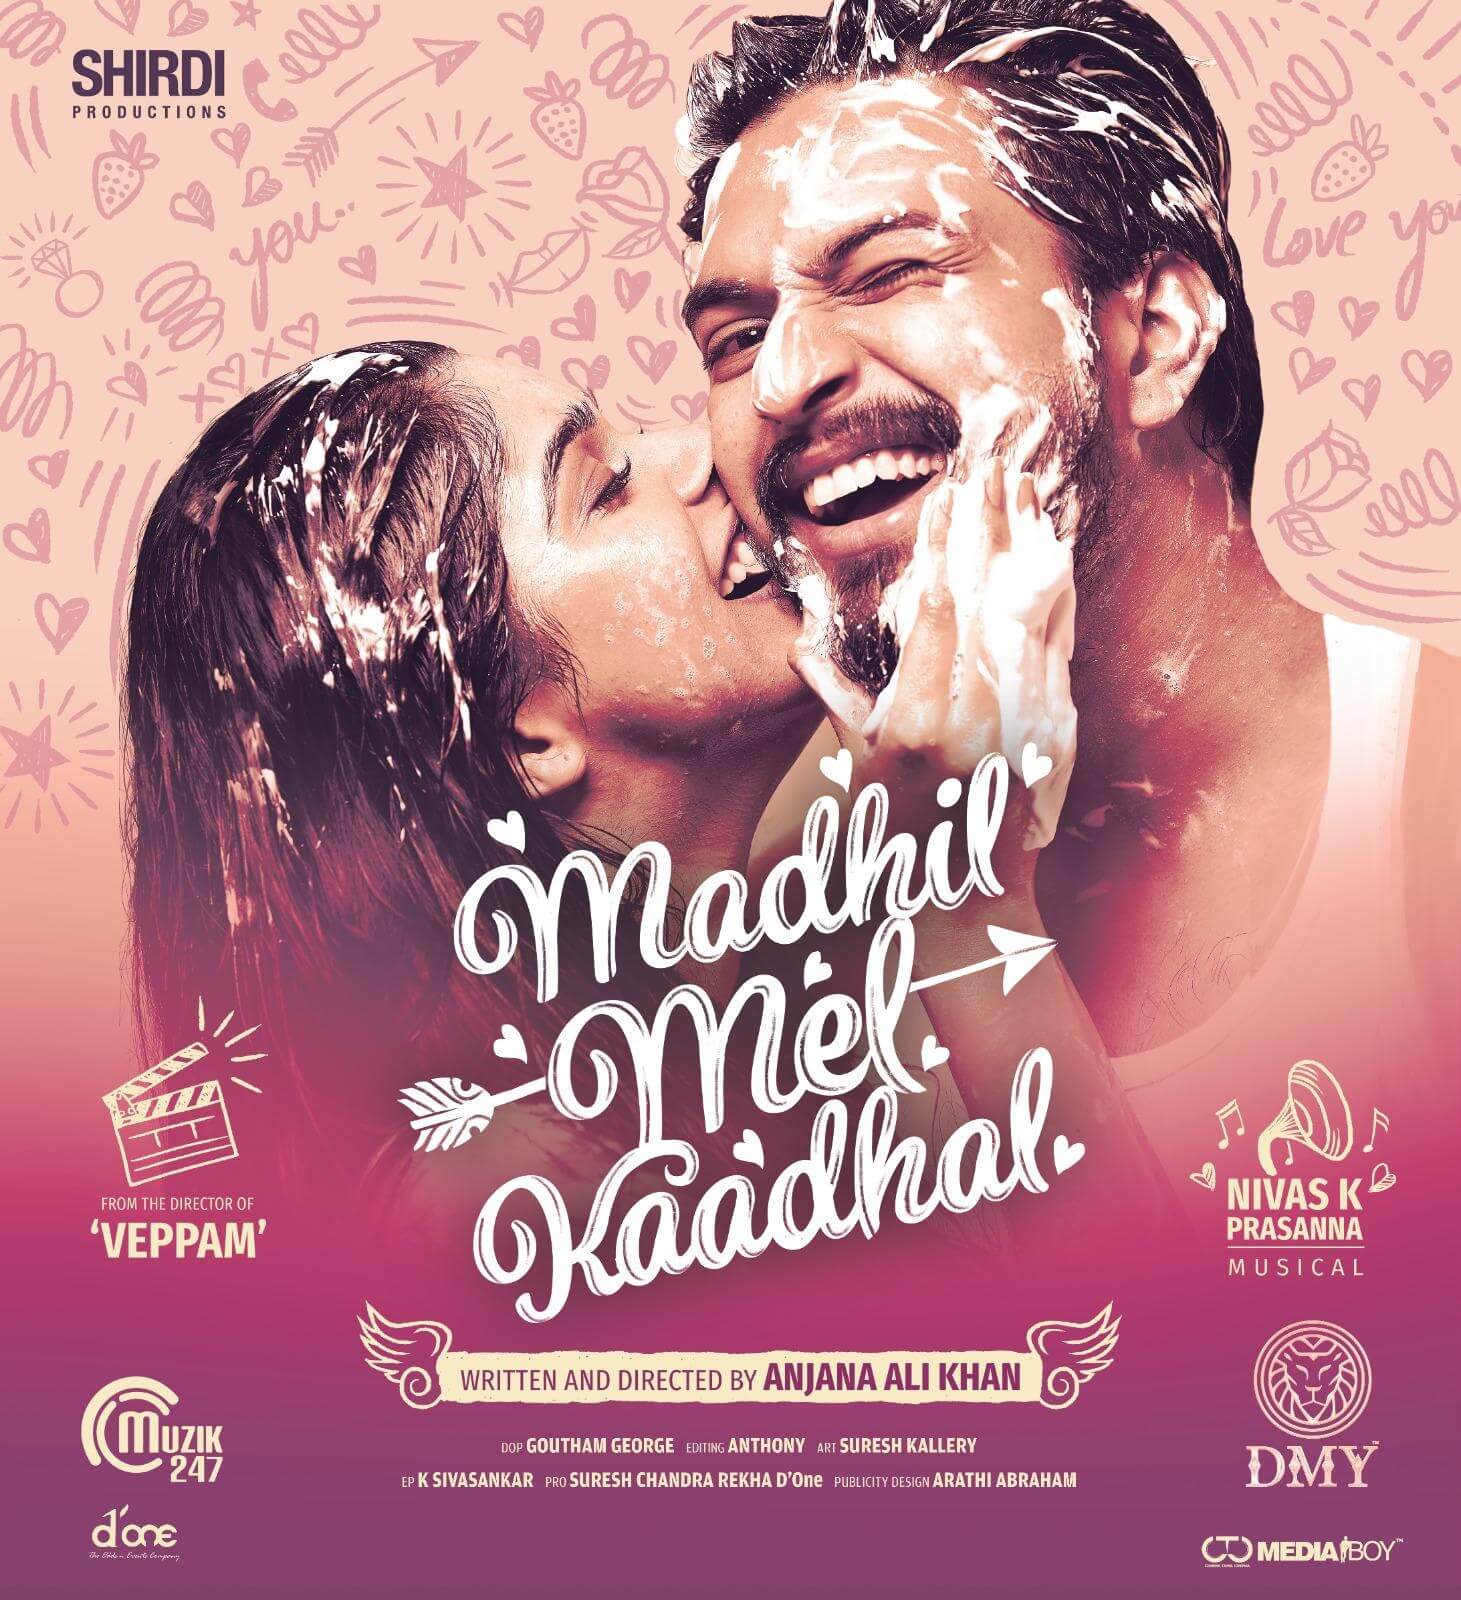 SHIRDI
PRODUCTIONS
you..
Love you
x+x+x
Madhil
Mel
Kaadhal
FROM THE DIRECTOR OF
‘VEPPAM’
NIVAS K
PRASANNA
MUSICAL
WRITTEN AND DIRECTED BY ANJANA ALI KHAN
DOP GOUTHAM GEORGE EDITING ANTHONY ART SURESH KALLERY
EP K SIVASANKAR PRO SURESH CHANDRA REKHA D’One PUBLICITY DESIGN ARATHI ABRAHAM
MUZIK
247
d'one
DMY™
MEDIABOY™